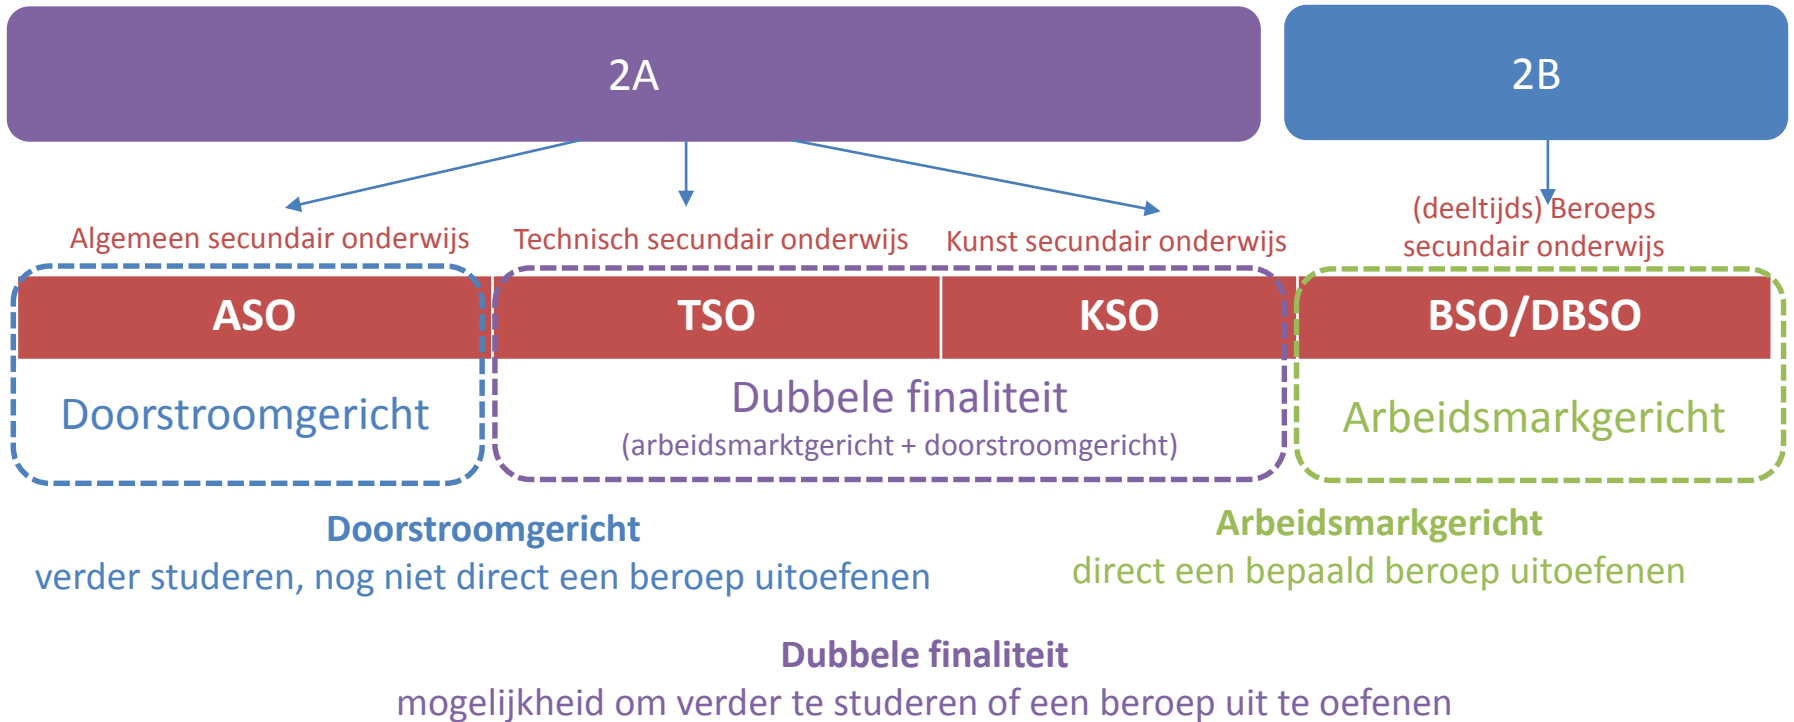 2A
2B
Algemeen secundair onderwijs
Technisch secundair onderwijs
Kunst secundair onderwijs
(deeltijds) Beroeps
secundair onderwijs
ASO
TSO
KSO
BSO/DBSO
Doorstroomgericht
Dubbele finaliteit
(arbeidsmarktgericht + doorstroomgericht)
Arbeidsmarkgericht
Doorstroomgericht
verder studeren, nog niet direct een beroep uitoefenen
Arbeidsmarkgericht
direct een bepaald beroep uitoefenen
Dubbele finaliteit
mogelijkheid om verder te studeren of een beroep uit te oefenen